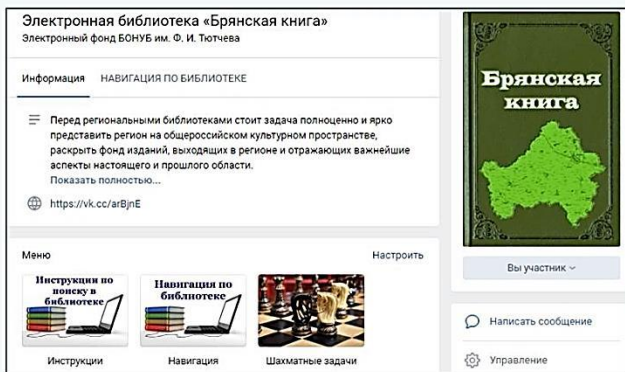 Электронная библиотека «Брянская книга»
Электронный фонд БОНУБ им. Ф. И. Тютчева
Информация НАВИГАЦИЯ ПО БИБЛИОТЕКЕ
Перед региональными библиотеками стоит задача полноценно и ярко
представить регион на общероссийском культурном пространстве,
раскрыть фонд изданий, выходящих в регионе и отражающих важнейшие
аспекты настоящего и прошлого области.
Показать полностью...
https://vk.cc/arBjnE
Меню Настроить
Инструкции по
поиску в
библиотеке
Навигация по
библиотеке
Инструкции
Навигация
Шахматные задачи
Брянская
книга
Вы участник
Написать сообщение
Управление